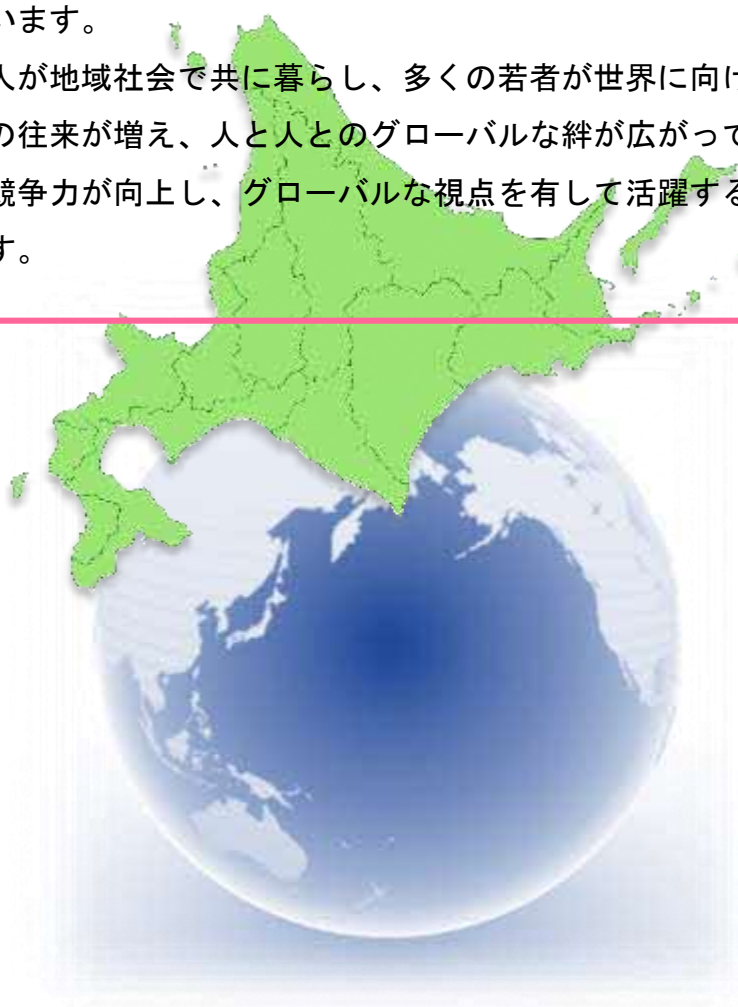 います。
人が地域社会で共に暮らし、多くの若者が世界に向け
の往来が増え、人と人とのグローバルな絆が広がって
競争力が向上し、グローバルな視点を有して活躍する
す。